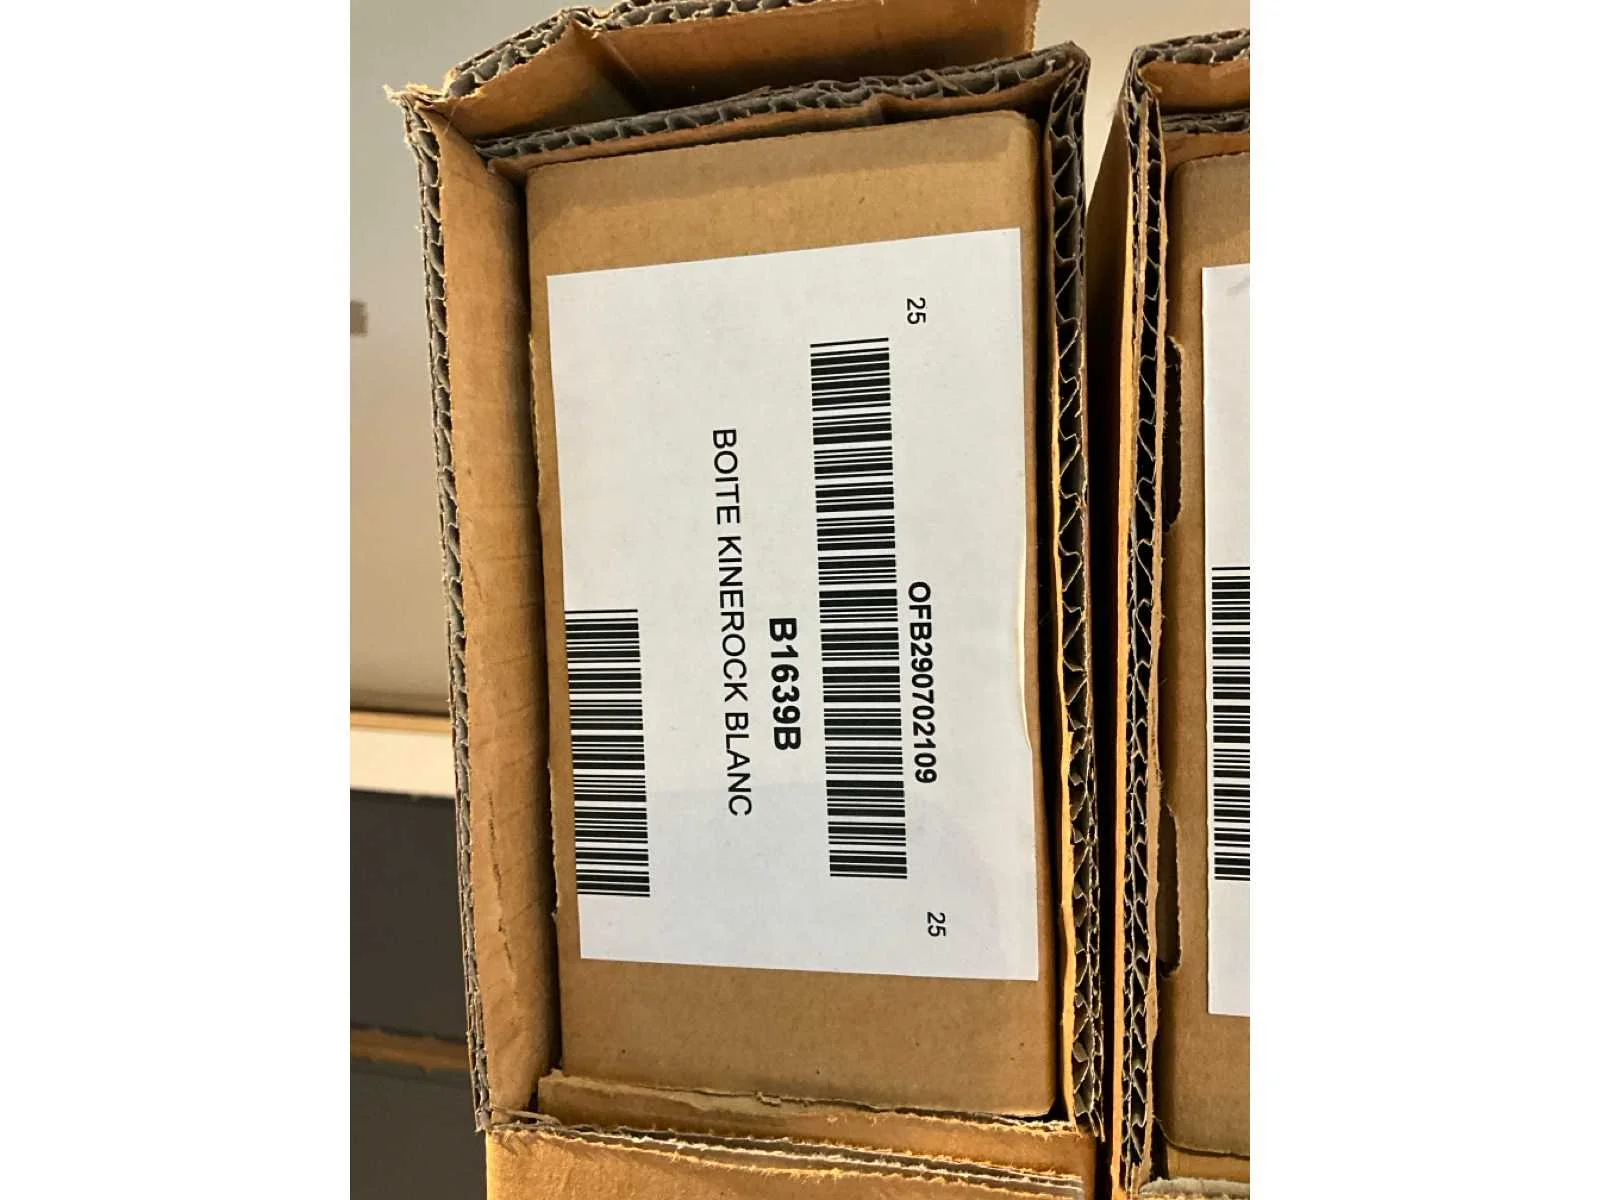 25 OFB290702109 25
B1639B
BOITE KINEROCK BLANC